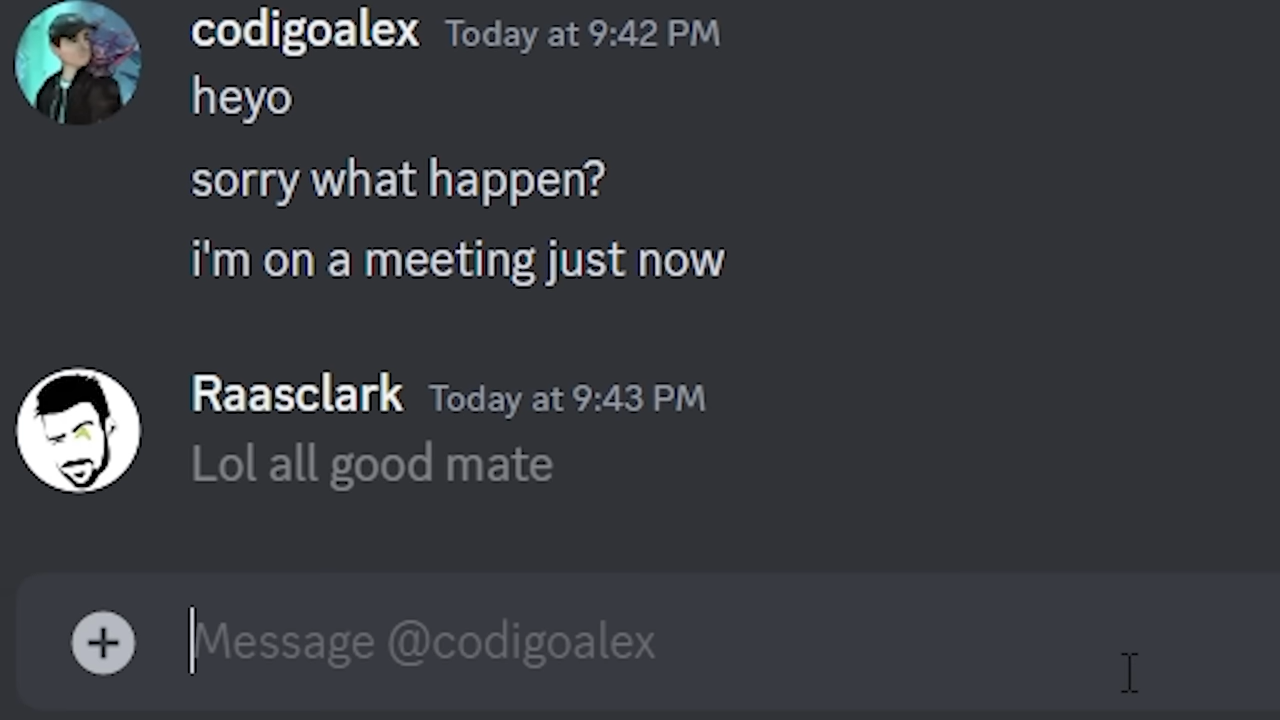 codigoalex Today at 9:42 PM
heyo
sorry what happen?
i'm on a meeting just now
Raasclark Today at 9:43 PM
Lol all good mate
Message @codigoalex